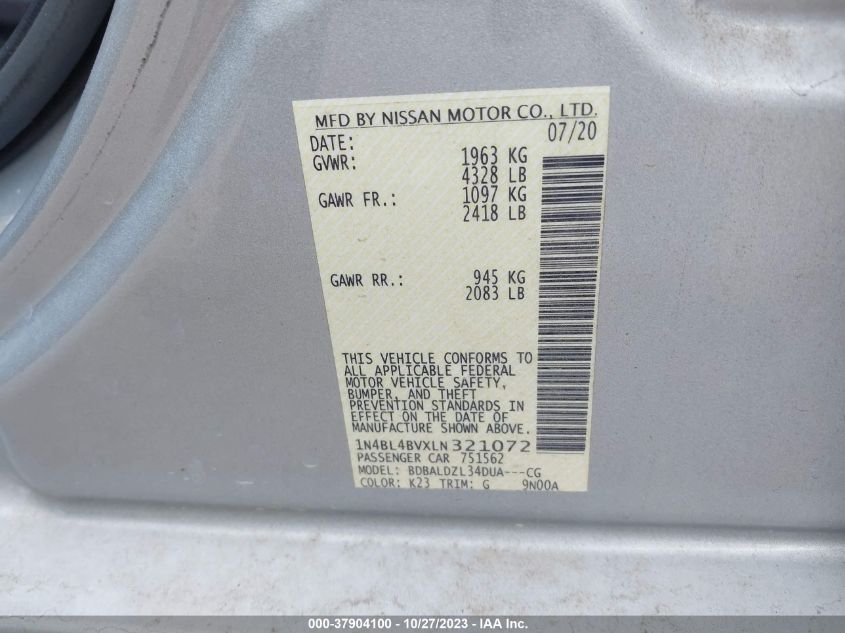 MFD BY NISSAN MOTOR CO., LTD.
DATE: 07/20
GVWR: 1963 KG
4328 LB
GAWR FR.: 1097 KG
2418 LB
GAWR RR.: 945 KG
2083 LB
THIS VEHICLE CONFORMS TO
ALL APPLICABLE FEDERAL
MOTOR VEHICLE SAFETY,
BUMPER, AND THEFT
PREVENTION STANDARDS IN
EFFECT ON THE DATE OF
MANUFACTURE SHOWN ABOVE.
1N4BL4BVXLN321072
PASSENGER CAR 751562
MODEL: BDBALDZL34DUA---CG
COLOR: K23 TRIM: G 9N00A
000-37904100 - 10/27/2023 - IAA Inc.